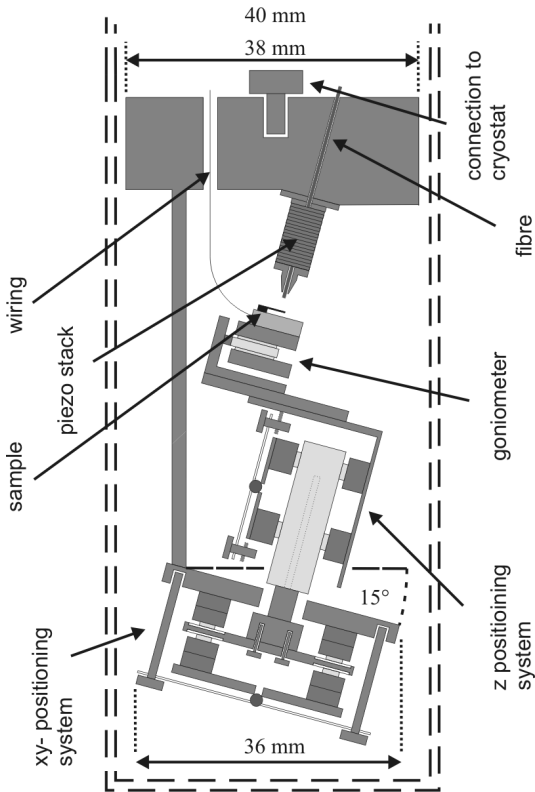 40 mm
38 mm
connection to
cryostat
fibre
wiring
piezo stack
sample
goniometer
15°
z positioining
system
xy- positioning
system
36 mm